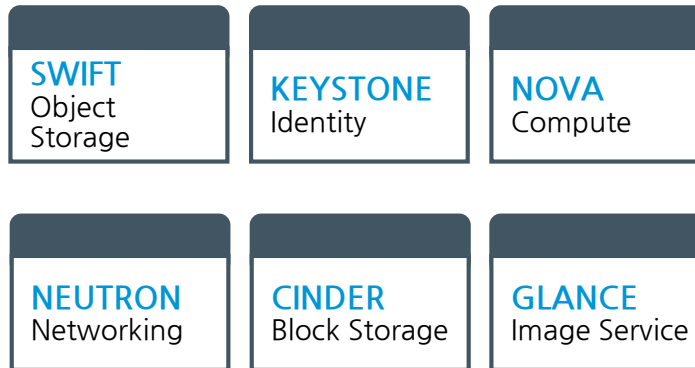 SWIFT
Object
Storage
KEYSTONE
Identity
NOVA
Compute
NEUTRON
Networking
CINDER
Block Storage
GLANCE
Image Service